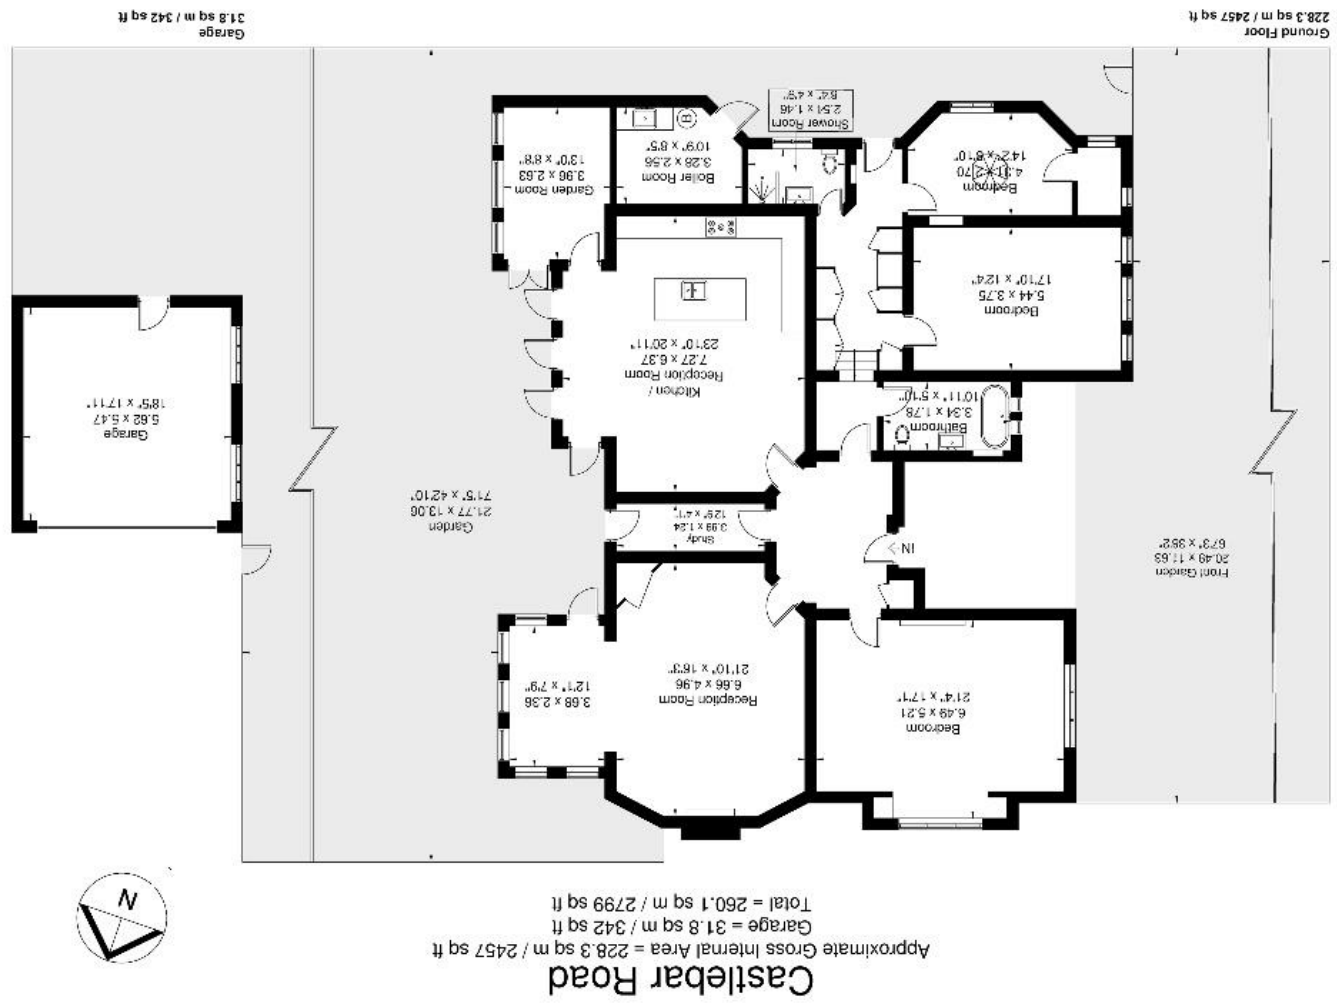 Castlebar Road
Approximate Gross Internal Area = 228.3 sq m / 2457 sq ft
Garage = 31.8 sq m / 342 sq ft
Total = 260.1 sq m / 2799 sq ft
N
Bedroom
6.49 x 5.21
21'4" x 17'1"
Reception Room
6.66 x 4.96
21'10" x 16'3"
3.68 x 2.36
12'1" x 7'9"
Front Garden
20.49 x 11.63
67'3" x 38'2"
IN
Study
3.99 x 1.24
12'9" x 4'1"
Garden
21.77 x 13.06
71'5" x 42'10"
Garage
5.62 x 5.47
18'5" x 17'11"
Bathroom
3.34 x 1.78
10'11" x 5'10"
Kitchen /
Reception Room
7.27 x 6.37
23'10" x 20'11"
Bedroom
5.44 x 3.75
17'10" x 12'4"
Bedroom
4.31 x 2.70
14'2" x 8'10"
Shower Room
2.54 x 1.46
8'4" x 4'9"
Boiler Room
3.28 x 2.56
10'9" x 8'5"
B
Garden Room
3.96 x 2.63
13'0" x 8'8"
Ground Floor
228.3 sq m / 2457 sq ft
Garage
31.8 sq m / 342 sq ft